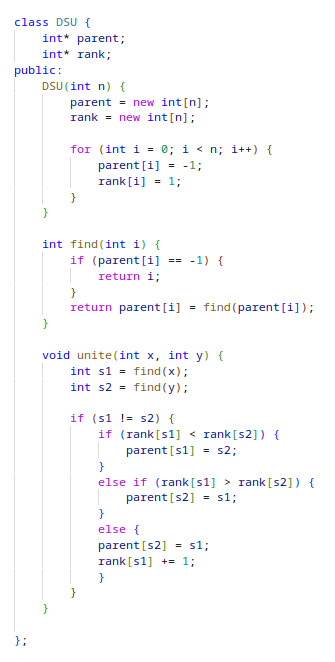 class DSU {
    int* parent;
    int* rank;
public:
    DSU(int n) {
        parent = new int[n];
        rank = new int[n];

        for (int i = 0; i < n; i++) {
            parent[i] = -1;
            rank[i] = 1;
        }
    }

    int find(int i) {
        if (parent[i] == -1) {
            return i;
        }
        return parent[i] = find(parent[i]);
    }

    void unite(int x, int y) {
        int s1 = find(x);
        int s2 = find(y);

        if (s1 != s2) {
            if (rank[s1] < rank[s2]) {
                parent[s1] = s2;
            }
            else if (rank[s1] > rank[s2]) {
                parent[s2] = s1;
            }
            else {
            parent[s2] = s1;
            rank[s1] += 1;
            }
        }
    }

};